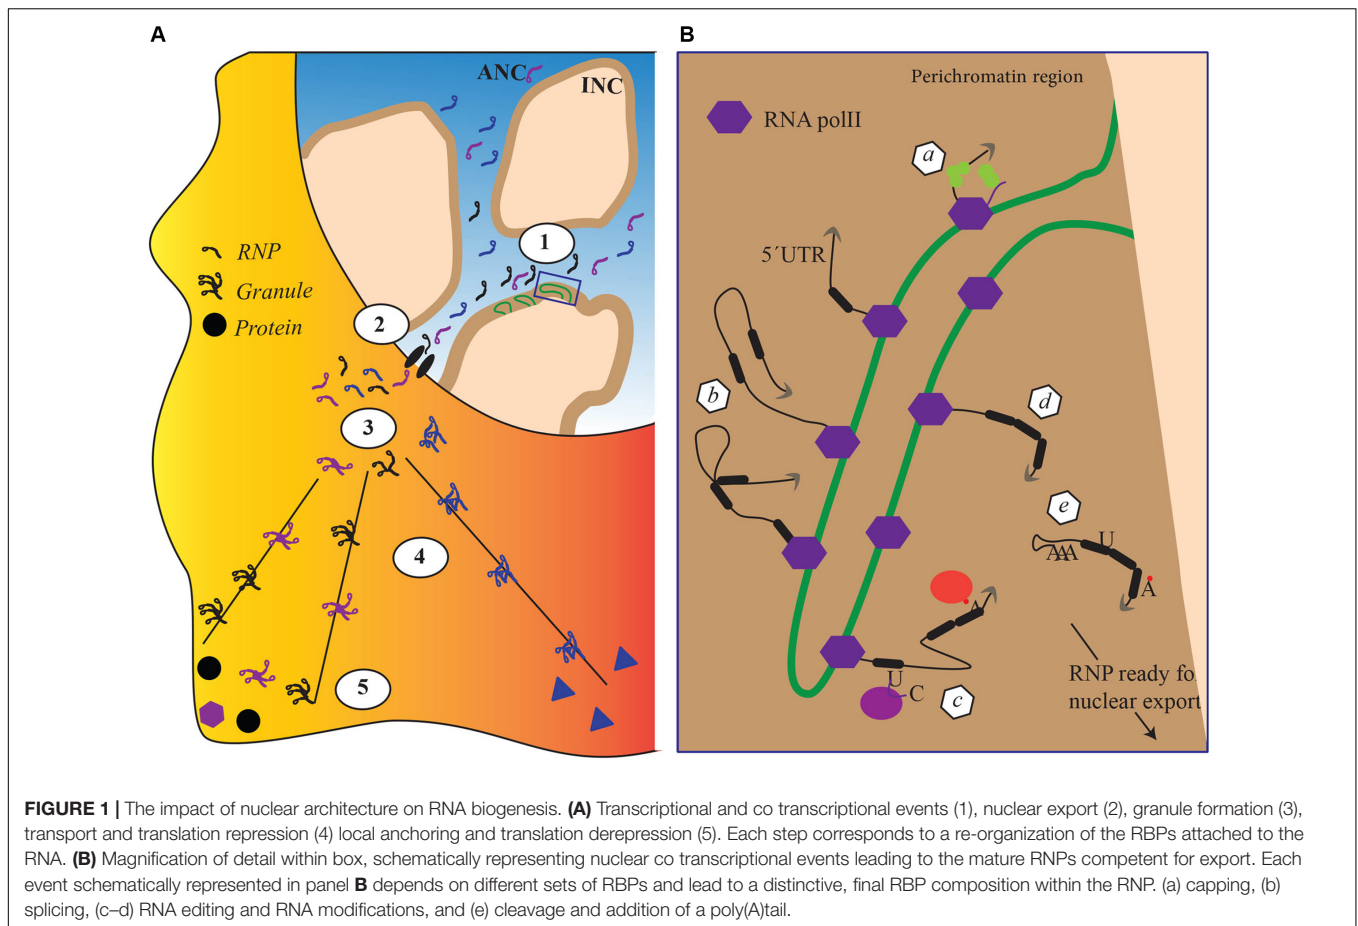 A
ANC
INC
1
RNP
Granule
Protein
2
3
4
5
B
Perichromatin region
RNA polII
a
5´UTR
b
d
e
U
AAA
A
A
RNP ready fo
nuclear export
U
C
c
FIGURE 1 | The impact of nuclear architecture on RNA biogenesis. (A) Transcriptional and co transcriptional events (1), nuclear export (2), granule formation (3),
transport and translation repression (4) local anchoring and translation derepression (5). Each step corresponds to a re-organization of the RBPs attached to the
RNA. (B) Magnification of detail within box, schematically representing nuclear co transcriptional events leading to the mature RNPs competent for export. Each
event schematically represented in panel B depends on different sets of RBPs and lead to a distinctive, final RBP composition within the RNP. (a) capping, (b)
splicing, (c–d) RNA editing and RNA modifications, and (e) cleavage and addition of a poly(A)tail.